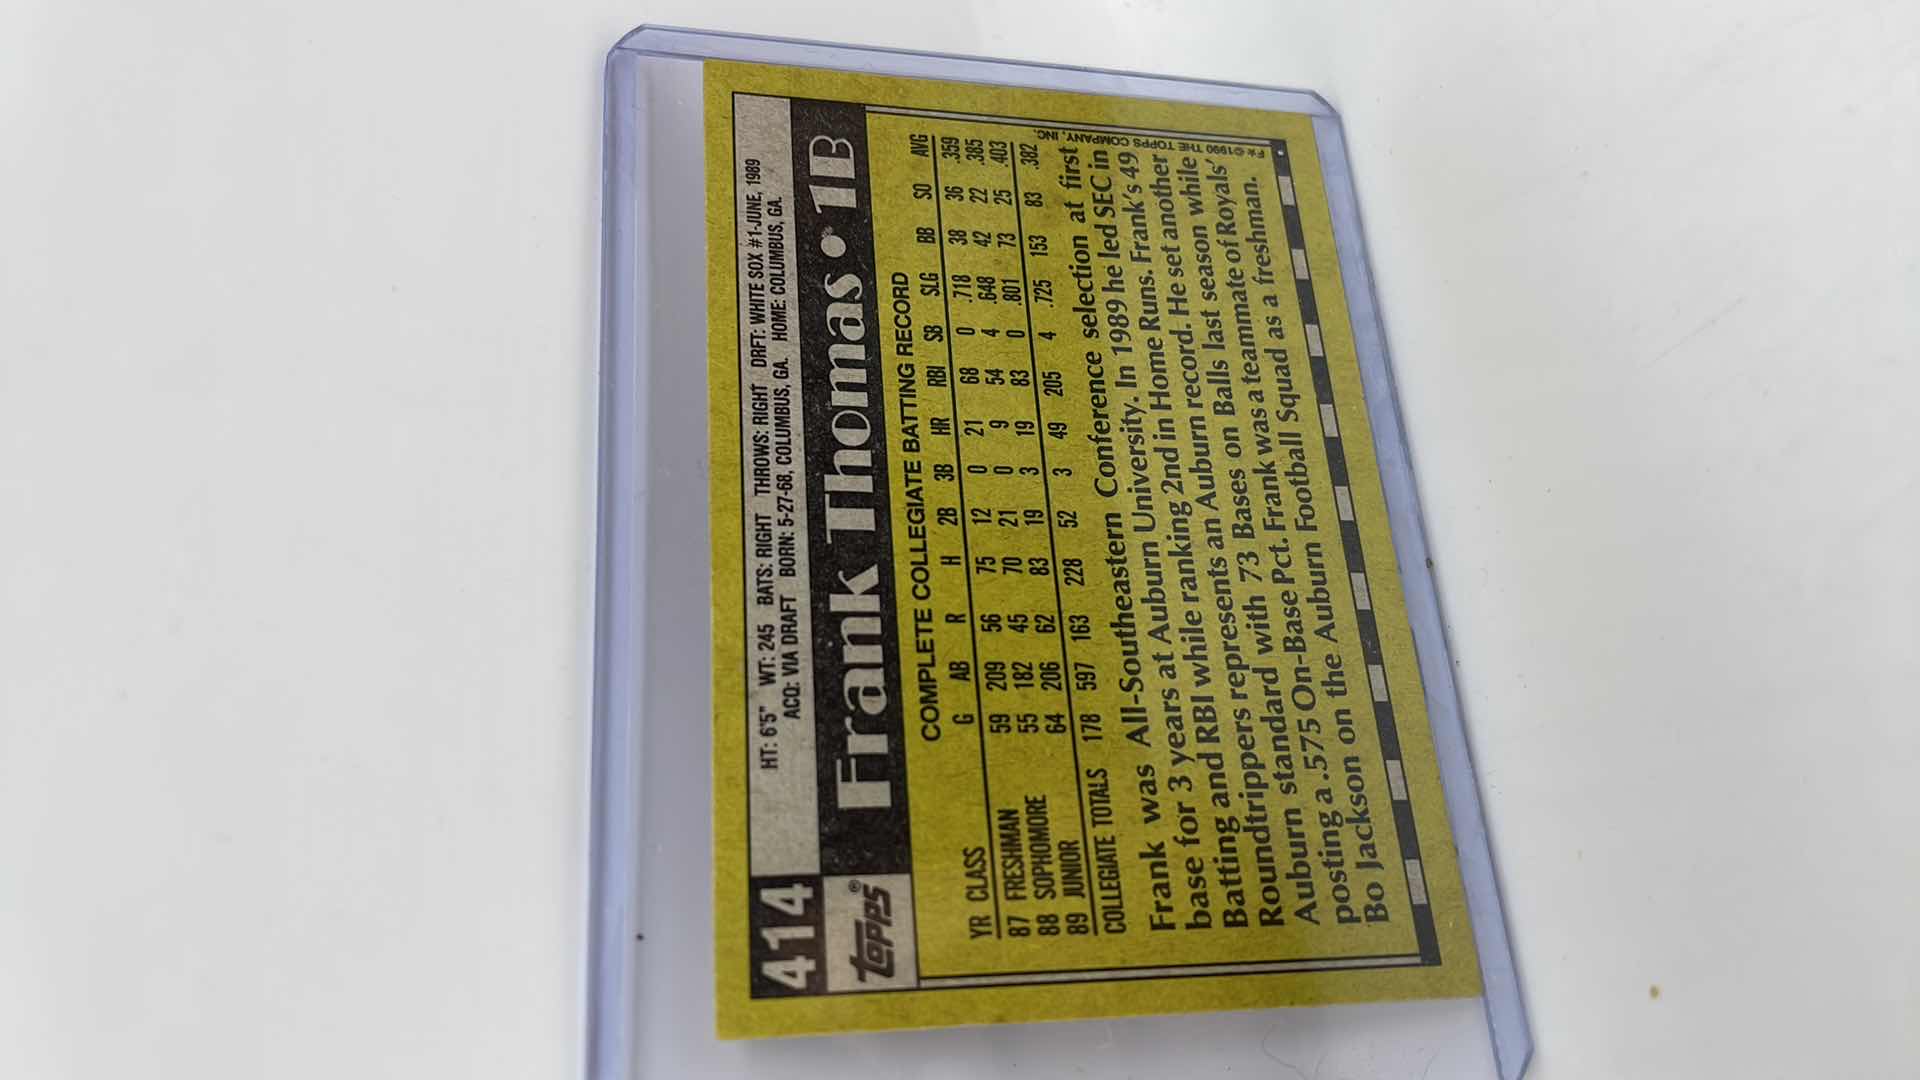 414
HT: 6'5" WT: 245 BATS: RIGHT THROWS: RIGHT DRFT: WHITE SOX #1-JUNE, 1989
ACQ: VIA DRAFT BORN: 5-27-68, COLUMBUS, GA. HOME: COLUMBUS, GA.
TOPPS® Frank Thomas • 1B
COMPLETE COLLEGIATE BATTING RECORD
YR CLASS G AB R H 2B 3B HR RBI SB SLG BB SO AVG
87 FRESHMAN 59 209 56 75 12 0 21 68 0 .718 38 36 .359
88 SOPHOMORE 55 182 45 70 21 0 9 54 4 .648 42 22 .385
89 JUNIOR 64 206 62 83 19 3 19 83 0 .801 73 25 .403
COLLEGIATE TOTALS 178 597 163 228 52 3 49 205 4 .725 153 83 .382
Frank was All-Southeastern Conference selection at first
base for 3 years at Auburn University. In 1989 he led SEC in
Batting and RBI while ranking 2nd in Home Runs. Frank's 49
Roundtrippers represents an Auburn record. He set another
Auburn standard with 73 Bases on Balls last season while
posting a .575 On-Base Pct. Frank was a teammate of Royals'
Bo Jackson on the Auburn Football Squad as a freshman.
©1990 THE TOPPS COMPANY, INC.